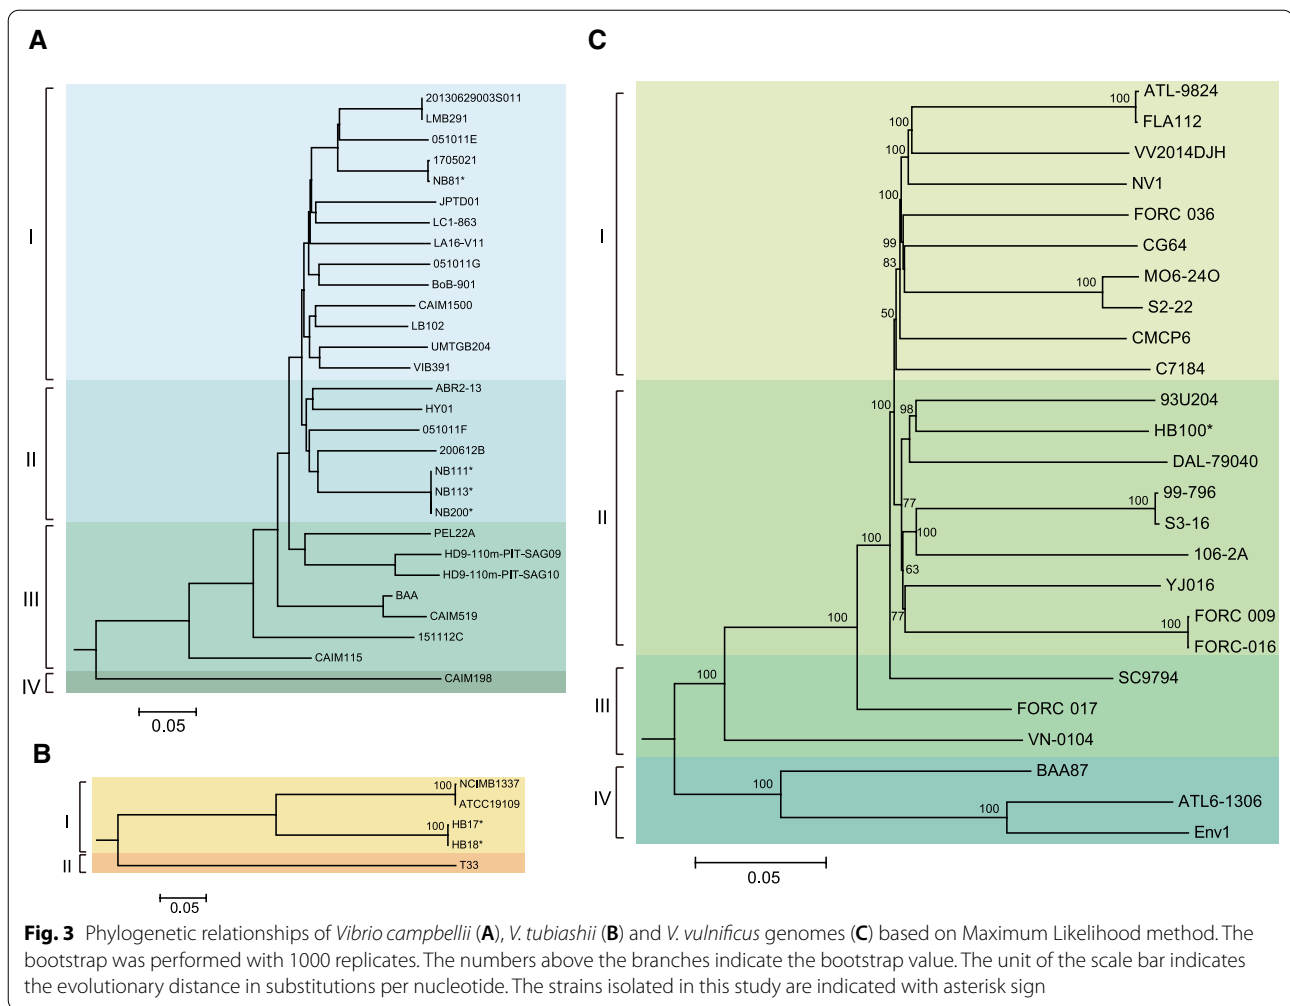 A
I
II
III
IV
20130629003S011
LMB291
051011E
1705021
NB81*
JPTD01
LC1-863
LA16-V11
051011G
BoB-901
CAIM1500
LB102
UMTGB204
VIB391
ABR2-13
HY01
051011F
200612B
NB111*
NB113*
NB200*
PEL22A
HD9-110m-PIT-SAG09
HD9-110m-PIT-SAG10
BAA
CAIM519
151112C
CAIM115
CAIM198
0.05
B
I
II
100
NCIMB1337
ATCC19109
100
HB17*
HB18*
T33
0.05
C
I
II
III
IV
ATL-9824
100
FLA112
100
VV2014DJH
100
NV1
100
FORC 036
99
CG64
83
MO6-24O
100
S2-22
50
CMCP6
C7184
93U204
100
98
HB100*
DAL-79040
99-796
77
100
S3-16
100
106-2A
63
YJ016
77
FORC 009
100
100
FORC-016
100
SC9794
100
FORC 017
VN-0104
BAA87
100
ATL6-1306
100
Env1
0.05
Fig. 3 Phylogenetic relationships of Vibrio campbellii (A), V. tubiashii (B) and V. vulnificus genomes (C) based on Maximum Likelihood method. The
bootstrap was performed with 1000 replicates. The numbers above the branches indicate the bootstrap value. The unit of the scale bar indicates
the evolutionary distance in substitutions per nucleotide. The strains isolated in this study are indicated with asterisk sign